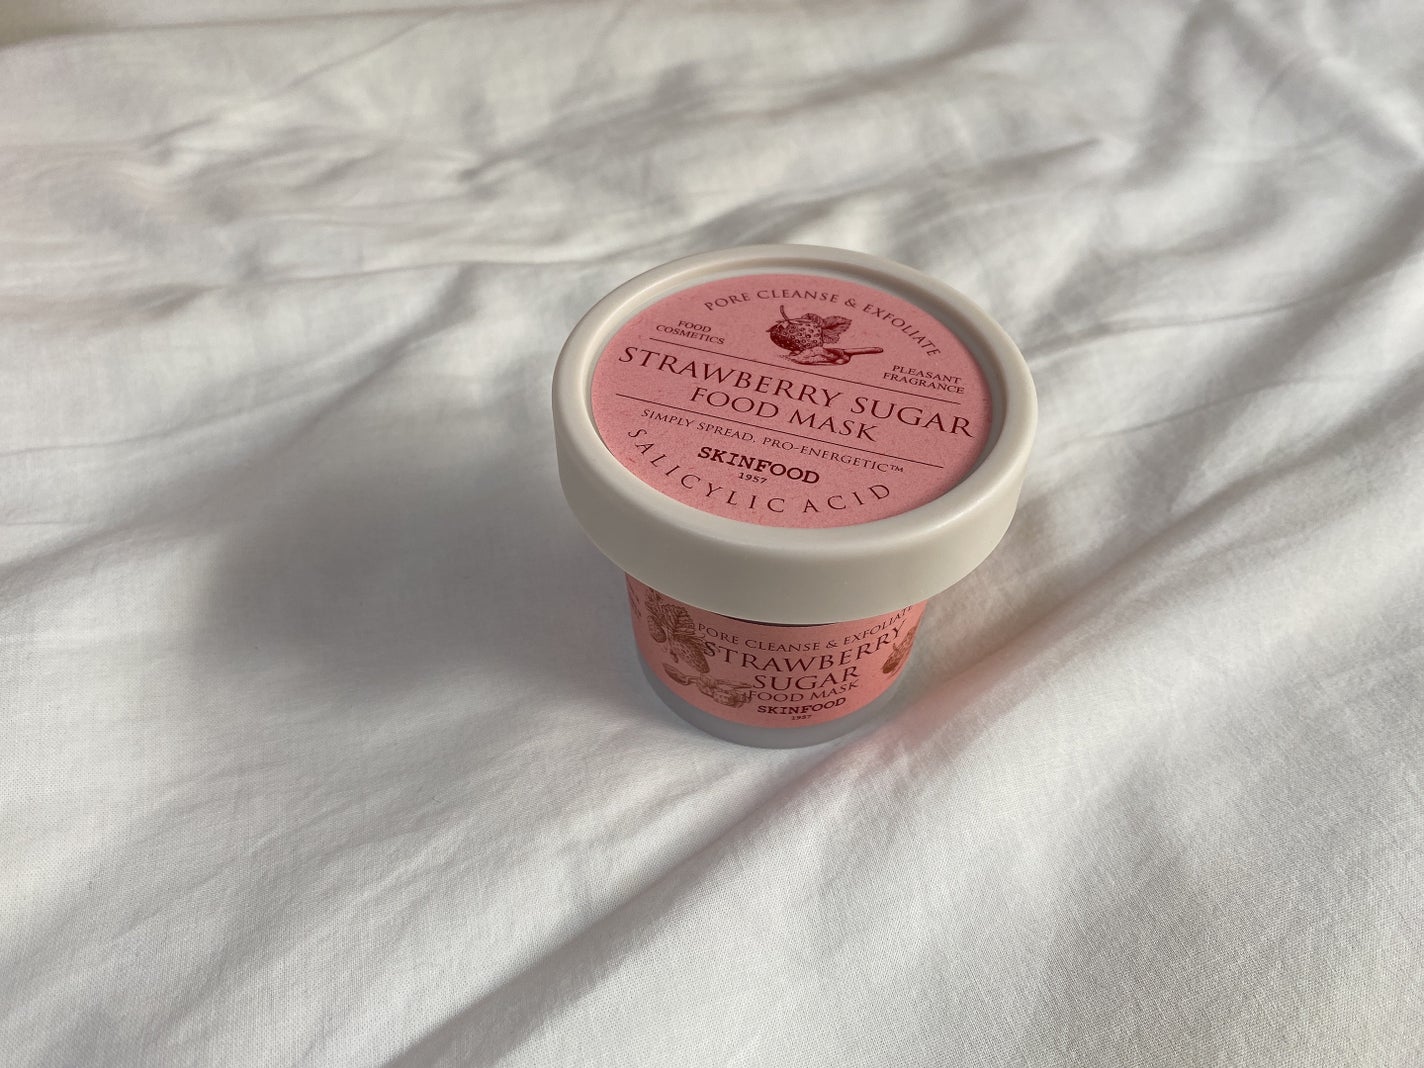 PORE CLEANSE & EXFOLIATE
FOOD
COSMETICS
PLEASANT
FRAGRANCE
STRAWBERRY SUGAR
FOOD MASK
SIMPLY SPREAD, PRO-ENERGETIC™
SKINFOOD
1957
SALICYLIC ACID
PORE CLEANSE & EXFOLIATE
STRAWBERRY
SUGAR
FOOD MASK
SKINFOOD
1957